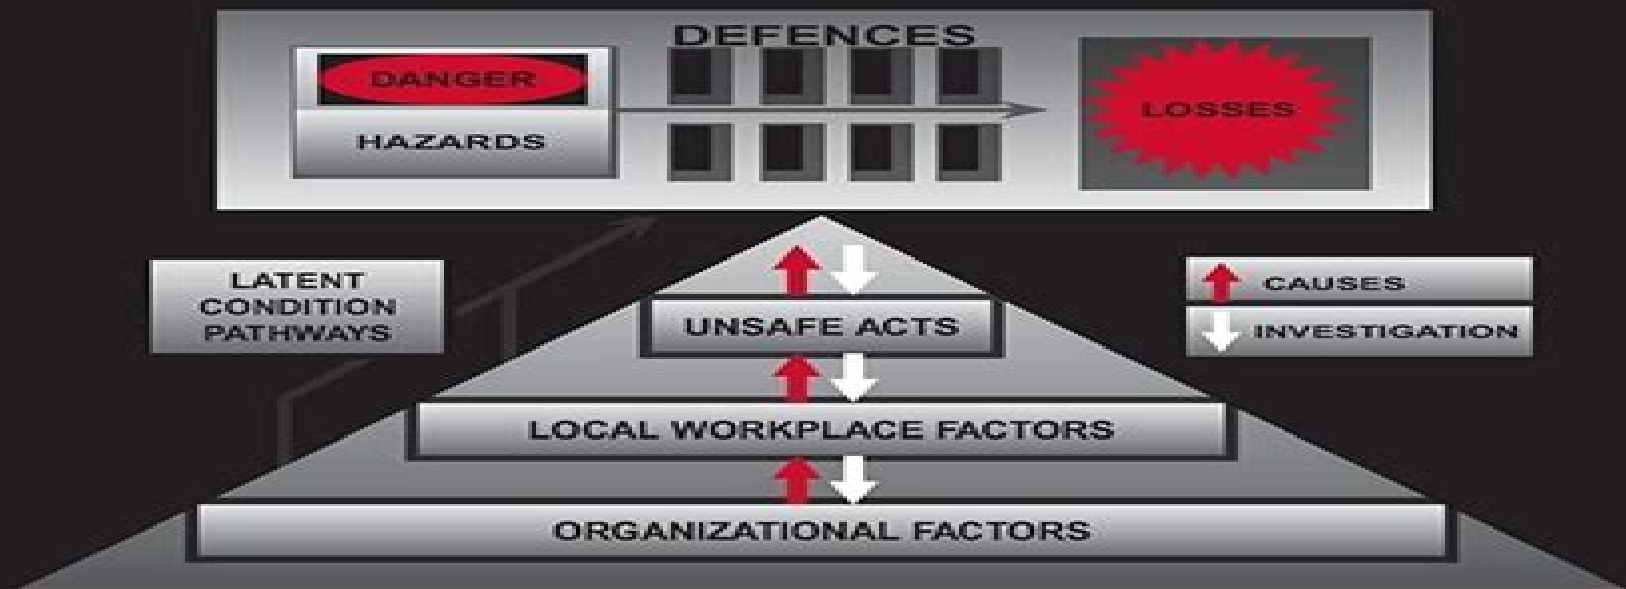 DEFENCES
DANGER
HAZARDS
LOSSES
LATENT
CONDITION
PATHWAYS
CAUSES
INVESTIGATION
UNSAFE ACTS
LOCAL WORKPLACE FACTORS
ORGANIZATIONAL FACTORS